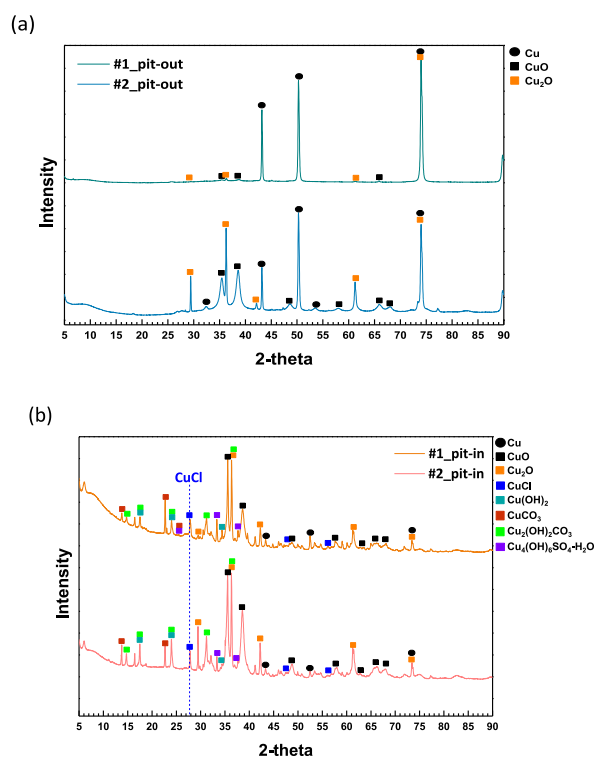 (a)
#1_pit-out
#2_pit-out
Cu
CuO
Cu₂O
Intensity
5 10 15 20 25 30 35 40 45 50 55 60 65 70 75 80 85 90
2-theta
(b)
CuCl
#1_pit-in
#2_pit-in
Cu
CuO
Cu₂O
CuCl
Cu(OH)₂
CuCO₃
Cu₂(OH)₂CO₃
Cu₄(OH)₆SO₄-H₂O
Intensity
5 10 15 20 25 30 35 40 45 50 55 60 65 70 75 80 85 90
2-theta